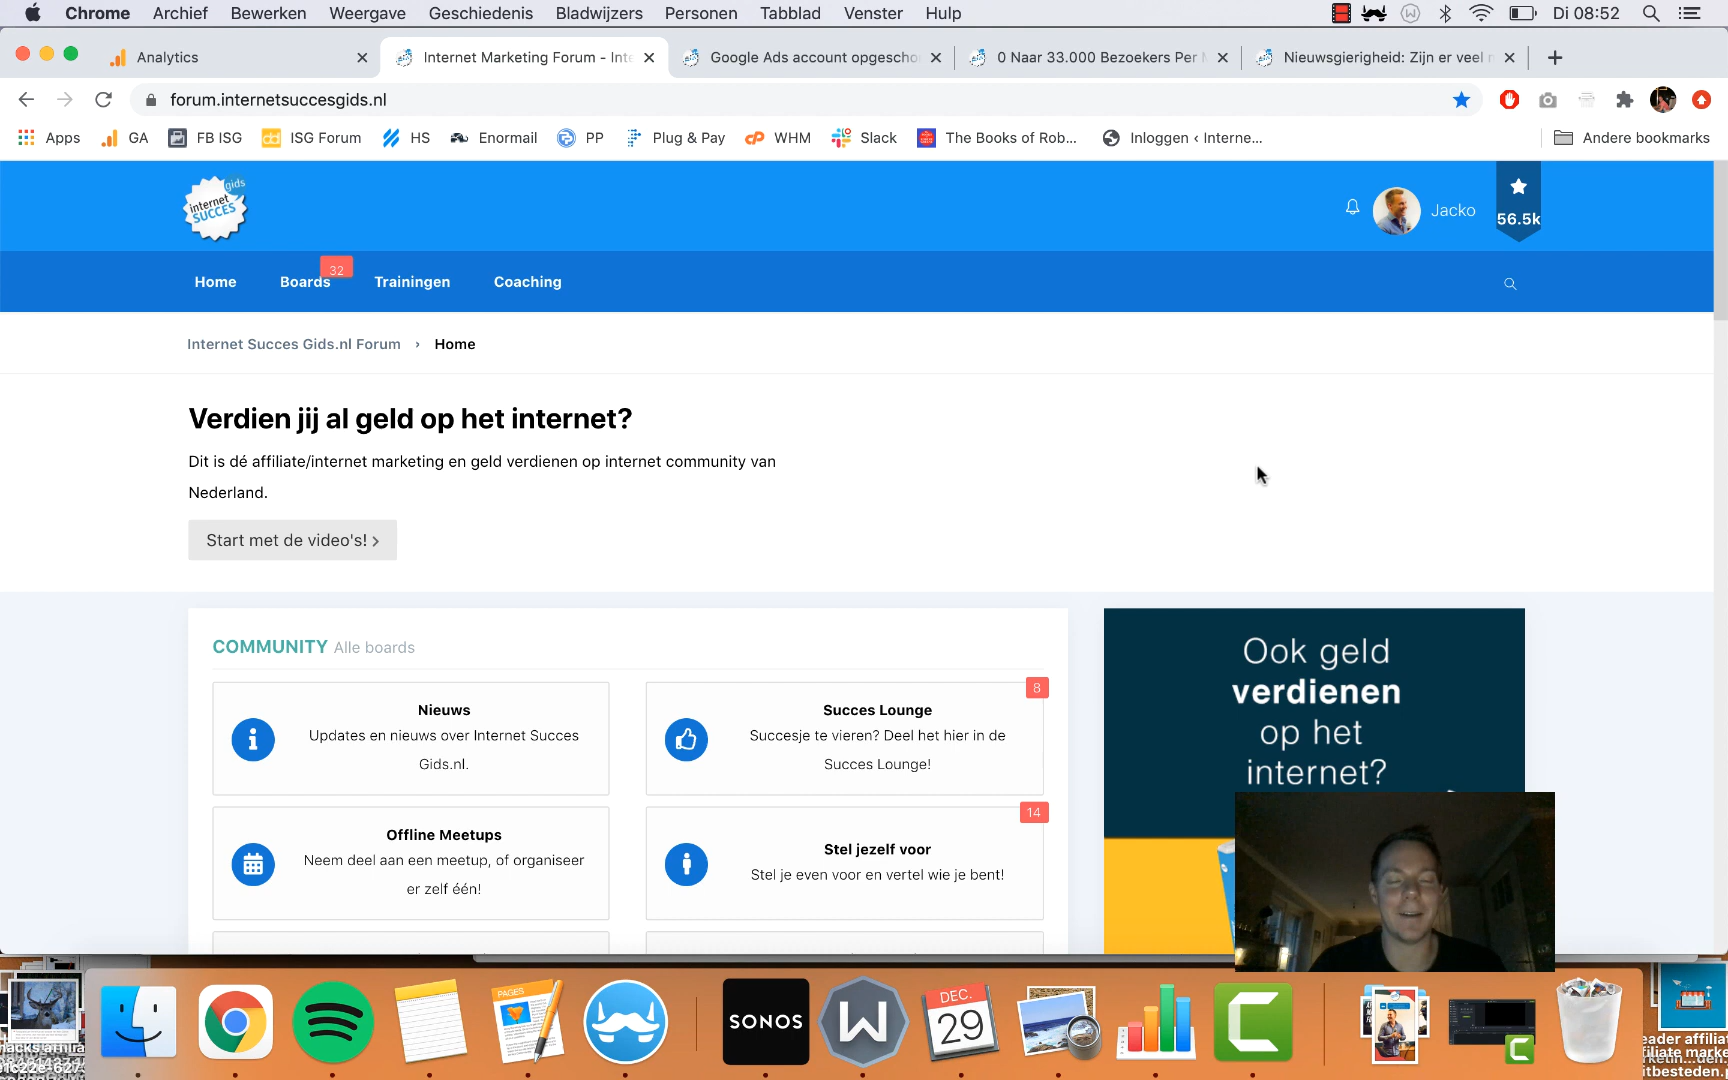 Chrome Archief Bewerken Weergave Geschiedenis Bladwijzers Personen Tabblad Venster Hulp
Di 08:52
Analytics
Internet Marketing Forum - Inte
Google Ads account opgescho
0 Naar 33.000 Bezoekers Per M
Nieuwsgierigheid: Zijn er veel
forum.internetsuccesgids.nl
Apps GA FB ISG ISG Forum HS Enormail PP Plug & Pay WHM Slack The Books of Rob... Inloggen ‹ Interne... Andere bookmarks
gids
internet
SUCCES
Jacko
56.5k
Home Boards 32 Trainingen Coaching
Internet Succes Gids.nl Forum › Home
Verdien jij al geld op het internet?
Dit is dé affiliate/internet marketing en geld verdienen op internet community van
Nederland.
Start met de video's! ›
COMMUNITY Alle boards
Nieuws
Updates en nieuws over Internet Succes
Gids.nl.
8
Succes Lounge
Succesje te vieren? Deel het hier in de
Succes Lounge!
Offline Meetups
Neem deel aan een meetup, of organiseer
er zelf één!
14
Stel jezelf voor
Stel je even voor en vertel wie je bent!
Ook geld
verdienen
op het
internet?
PAGES
SONOS
W
DEC.
29
C
C
eader affilia
filiate marke
itbesteden.p